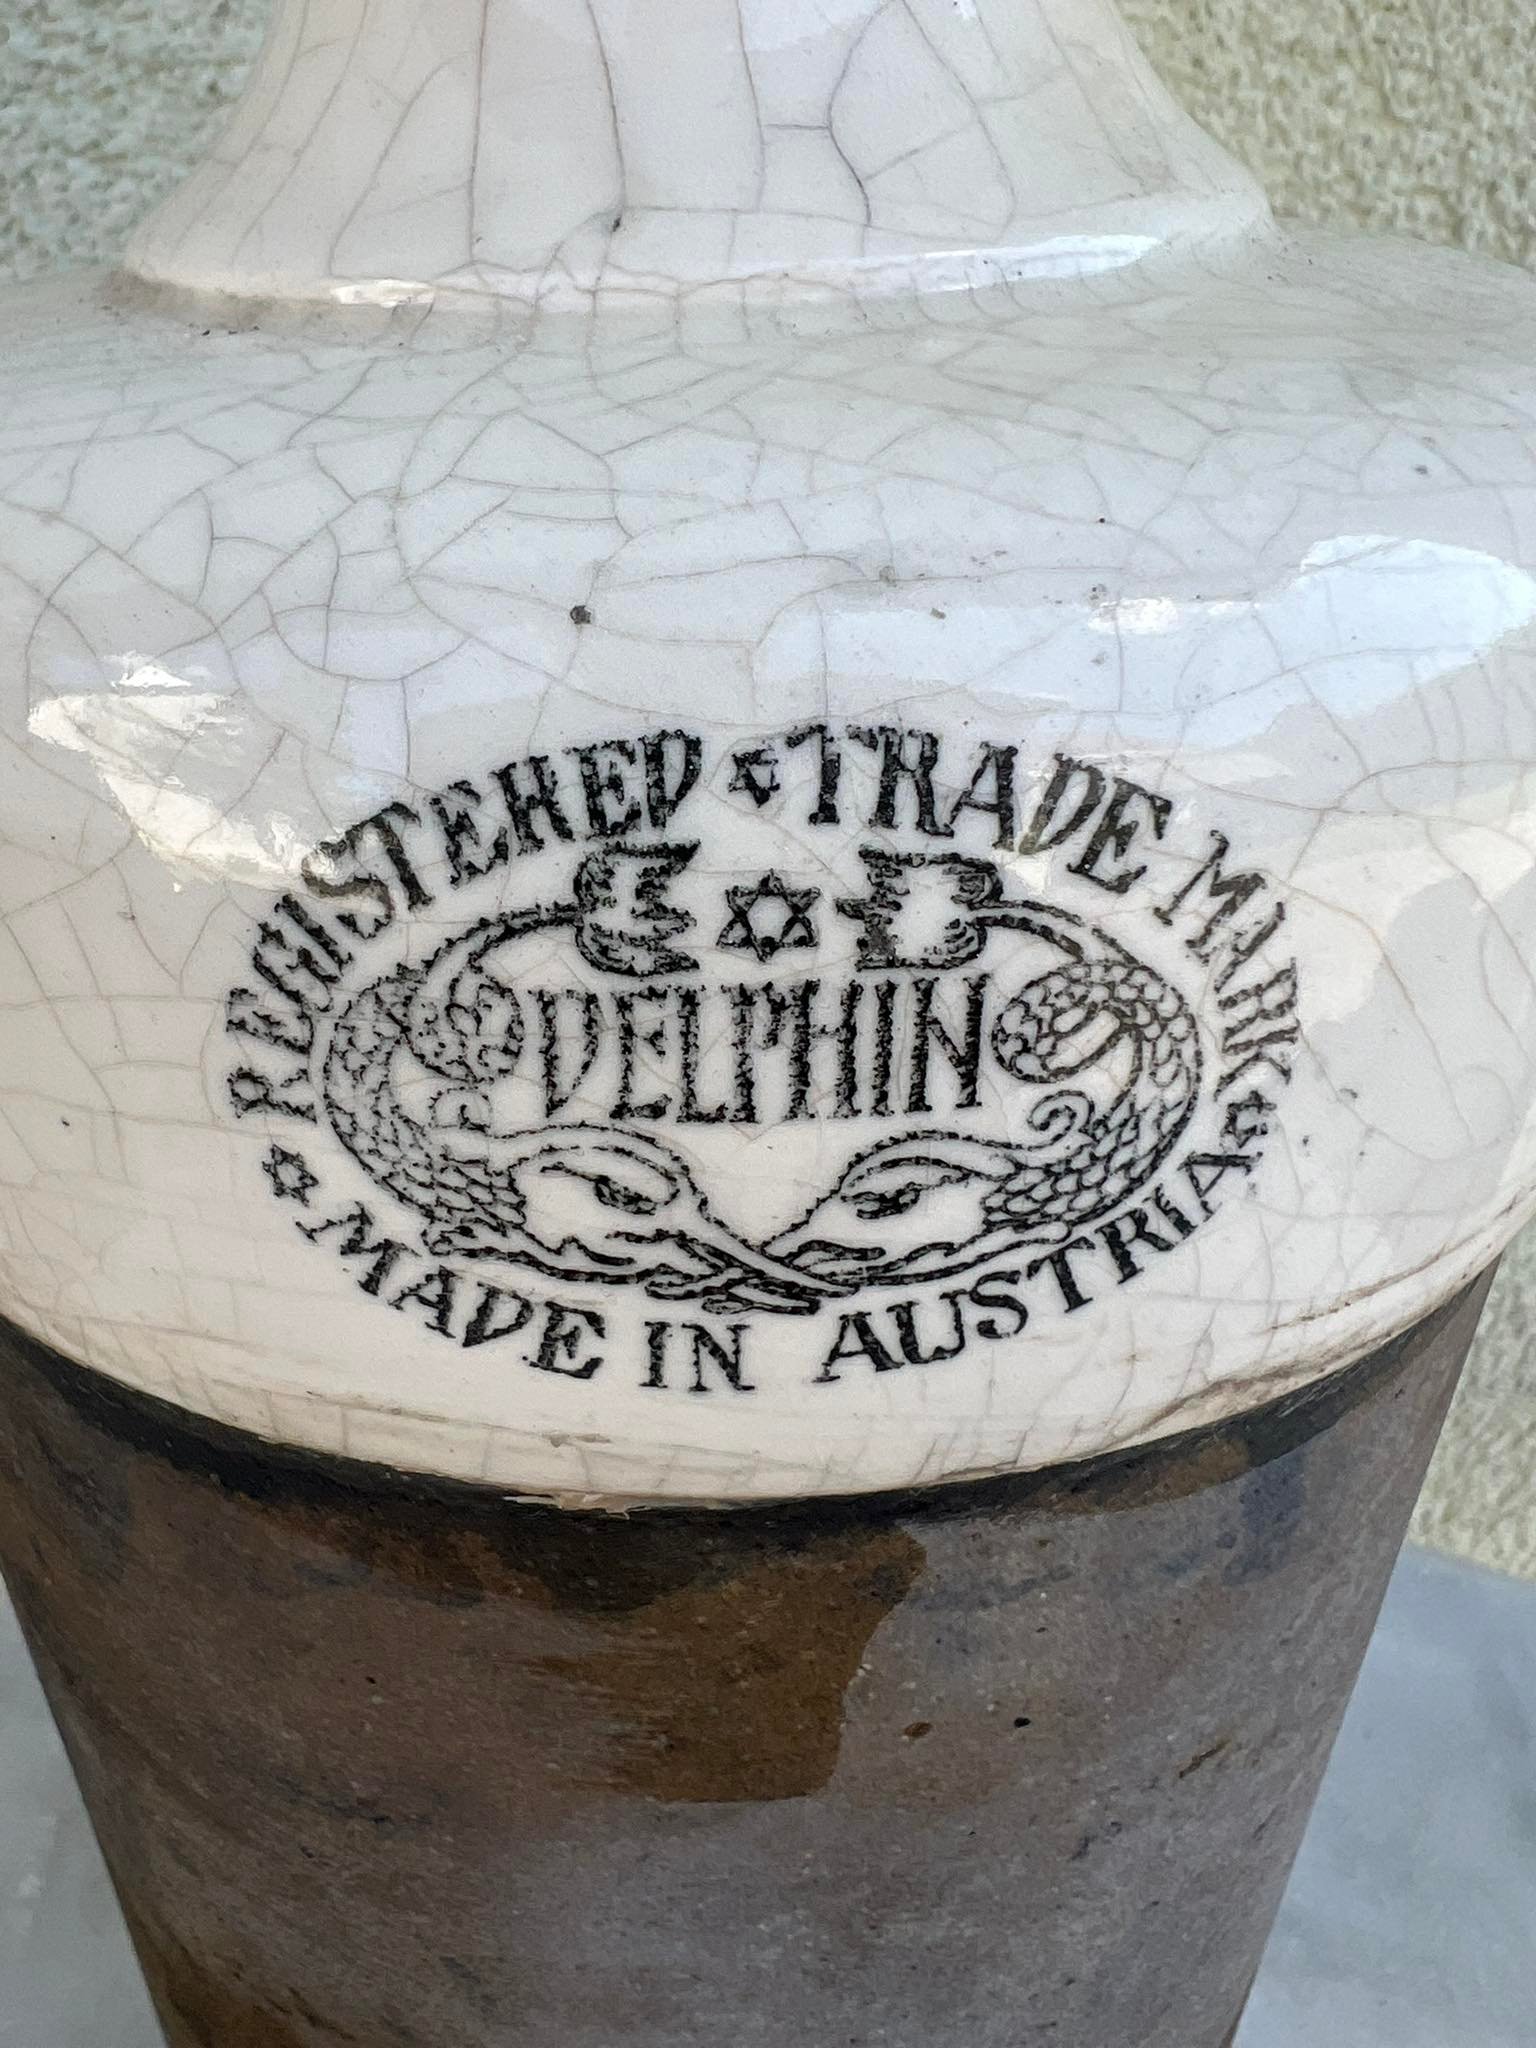 REGISTERED ✡ TRADE MARK
DELPHIN
✡ MADE IN AUSTRIA ✡